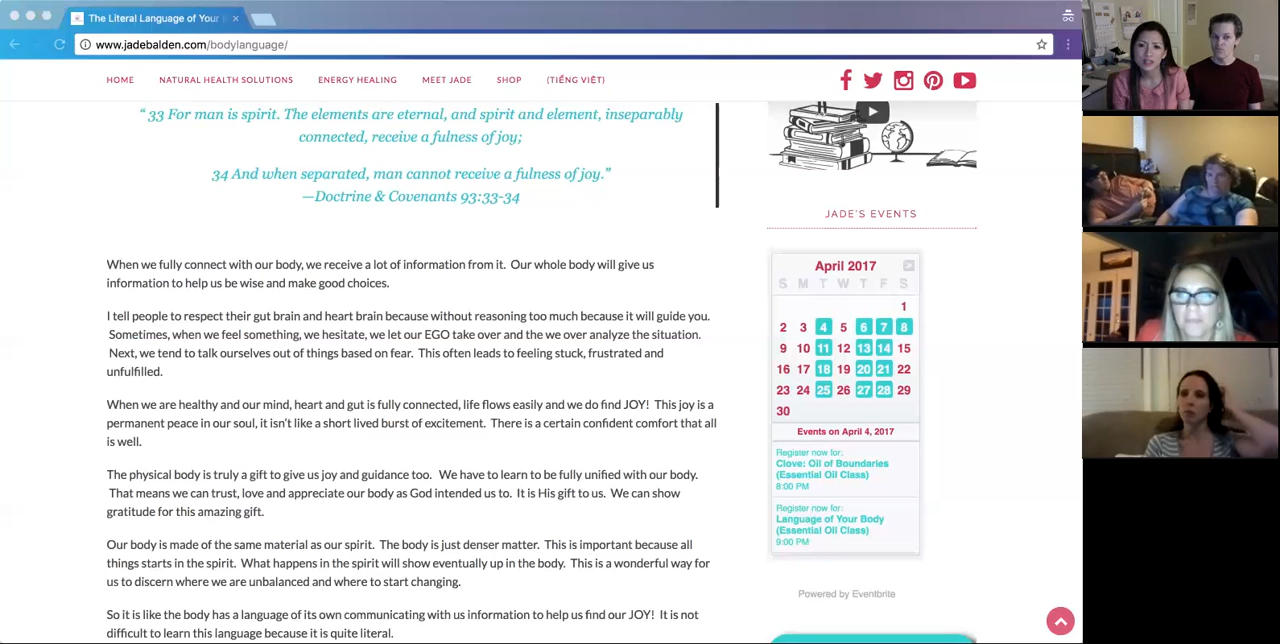 The Literal Language of Your
www.jadebalden.com/bodylanguage/
HOME NATURAL HEALTH SOLUTIONS ENERGY HEALING MEET JADE SHOP (TIẾNG VIỆT)
“ 33 For man is spirit. The elements are eternal, and spirit and element, inseparably
connected, receive a fulness of joy;
34 And when separated, man cannot receive a fulness of joy.”
—Doctrine & Covenants 93:33-34
When we fully connect with our body, we receive a lot of information from it. Our whole body will give us
information to help us be wise and make good choices.
I tell people to respect their gut brain and heart brain because without reasoning too much because it will guide you.
Sometimes, when we feel something, we hesitate, we let our EGO take over and the we over analyze the situation.
Next, we tend to talk ourselves out of things based on fear. This often leads to feeling stuck, frustrated and
unfulfilled.
When we are healthy and our mind, heart and gut is fully connected, life flows easily and we do find JOY! This joy is a
permanent peace in our soul, it isn't like a short lived burst of excitement. There is a certain confident comfort that all
is well.
The physical body is truly a gift to give us joy and guidance too. We have to learn to be fully unified with our body.
That means we can trust, love and appreciate our body as God intended us to. It is His gift to us. We can show
gratitude for this amazing gift.
Our body is made of the same material as our spirit. The body is just denser matter. This is important because all
things starts in the spirit. What happens in the spirit will show eventually up in the body. This is a wonderful way for
us to discern where we are unbalanced and where to start changing.
So it is like the body has a language of its own communicating with us information to help us find our JOY! It is not
difficult to learn this language because it is quite literal.
JADE'S EVENTS
April 2017
S M T W T F S
1
2 3 4 5 6 7 8
9 10 11 12 13 14 15
16 17 18 19 20 21 22
23 24 25 26 27 28 29
30
Events on April 4, 2017
Register now for:
Clove: Oil of Boundaries
(Essential Oil Class)
8:00 PM
Register now for:
Language of Your Body
(Essential Oil Class)
9:00 PM
Powered by Eventbrite